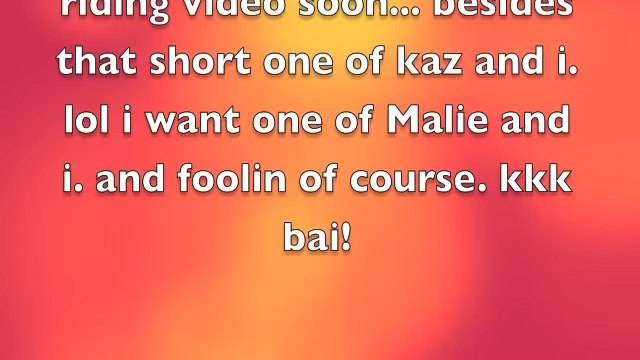 riding video soon... besides
that short one of kaz and i.
lol i want one of Malie and
i. and foolin of course. kkk
bai!